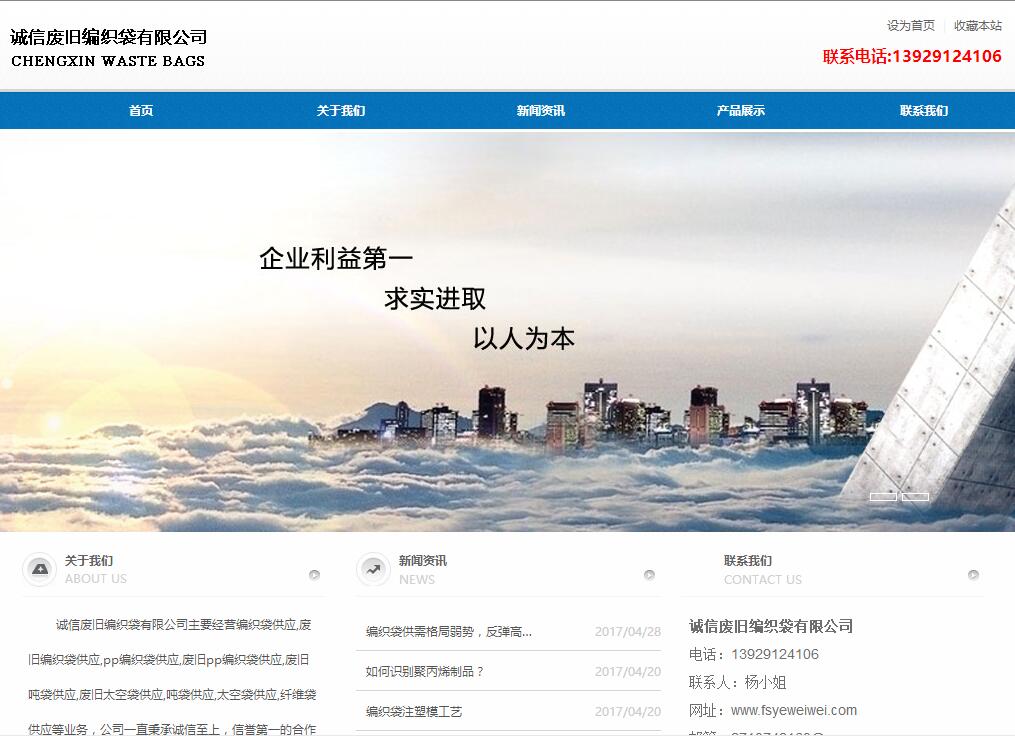 诚信废旧编织袋有限公司
CHENGXIN WASTE BAGS
设为首页 | 收藏本站
联系电话:13929124106
首页 关于我们 新闻资讯 产品展示 联系我们
企业利益第一
求实进取
以人为本
关于我们
ABOUT US
诚信废旧编织袋有限公司主要经营编织袋供应,废
旧编织袋供应,pp编织袋供应,废旧pp编织袋供应,废旧
吨袋供应,废旧太空袋供应,吨袋供应,太空袋供应,纤维袋
供应等业务，公司一直秉承诚信至上，信誉第一的合作
新闻资讯
NEWS
编织袋供需格局弱势，反弹高... 2017/04/28
如何识别聚丙烯制品？ 2017/04/20
编织袋注塑模工艺 2017/04/20
联系我们
CONTACT US
诚信废旧编织袋有限公司
电话：13929124106
联系人：杨小姐
网址：www.fsyeweiwei.com